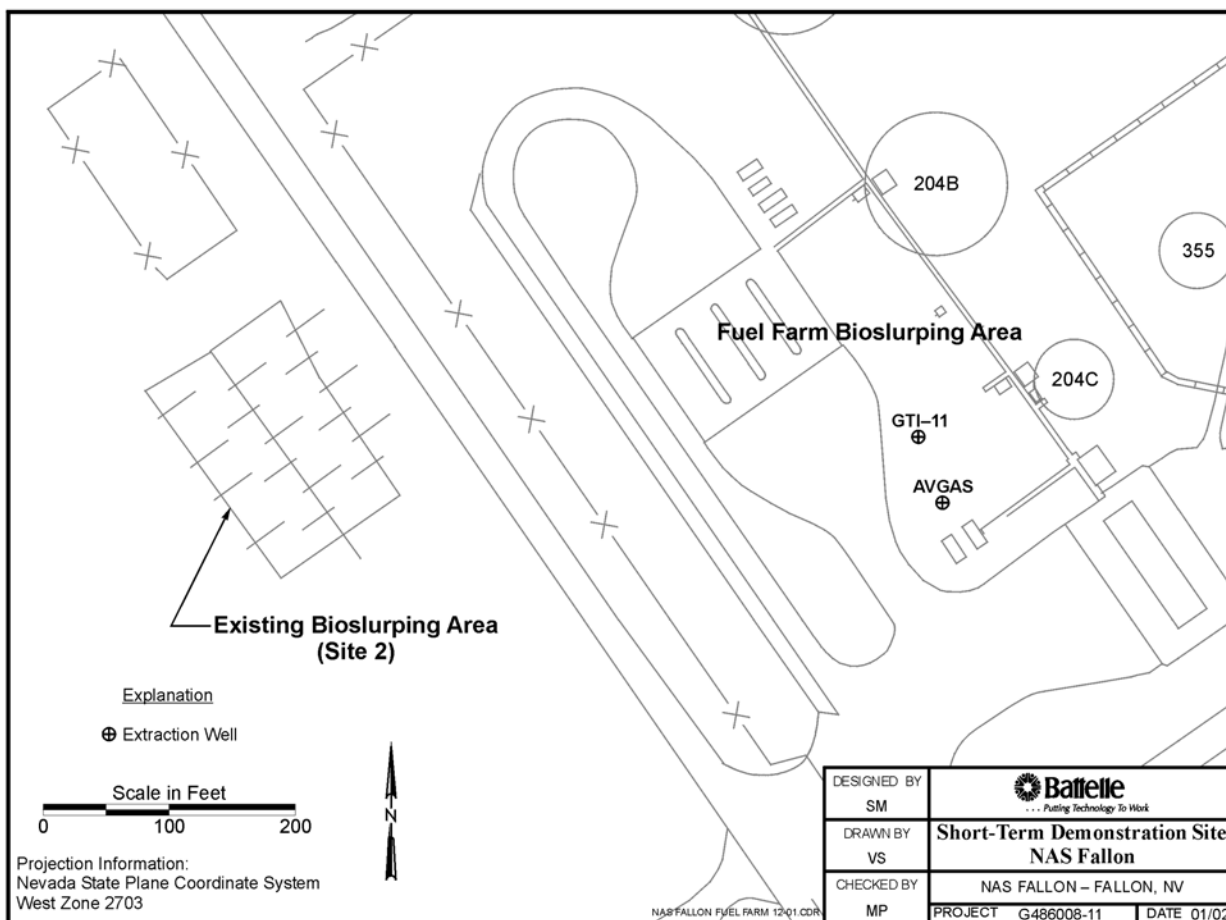 204B
355
Fuel Farm Bioslurping Area
204C
GTI–11
AVGAS
Existing Bioslurping Area
(Site 2)
Explanation
Extraction Well
Scale in Feet
0 100 200
N
Projection Information:
Nevada State Plane Coordinate System
West Zone 2703
NAS FALLON FUEL FARM 12-01.CDR
DESIGNED BY
SM
Battelle
. . . Putting Technology To Work
DRAWN BY
VS
Short-Term Demonstration Site
NAS Fallon
CHECKED BY
MP
NAS FALLON – FALLON, NV
PROJECT G486008-11 DATE 01/02